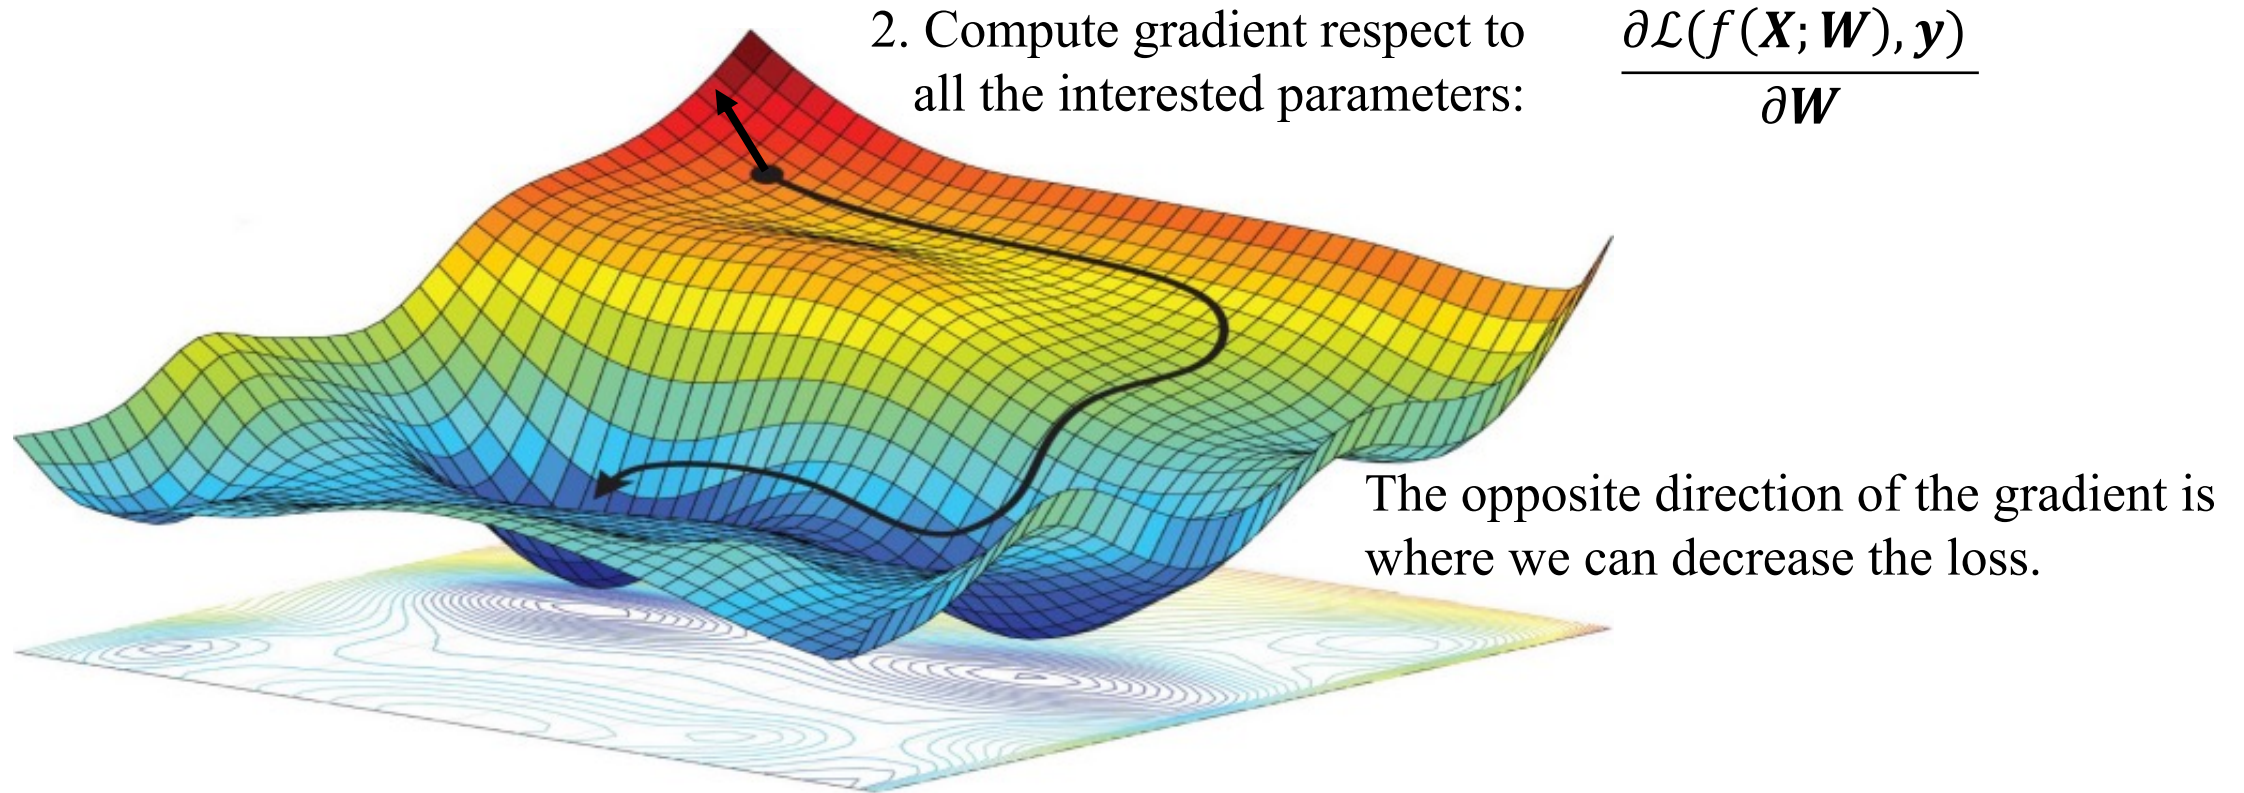 2. Compute gradient respect to
all the interested parameters:
∂ℒ(f(X; W), y)
∂W
The opposite direction of the gradient is
where we can decrease the loss.